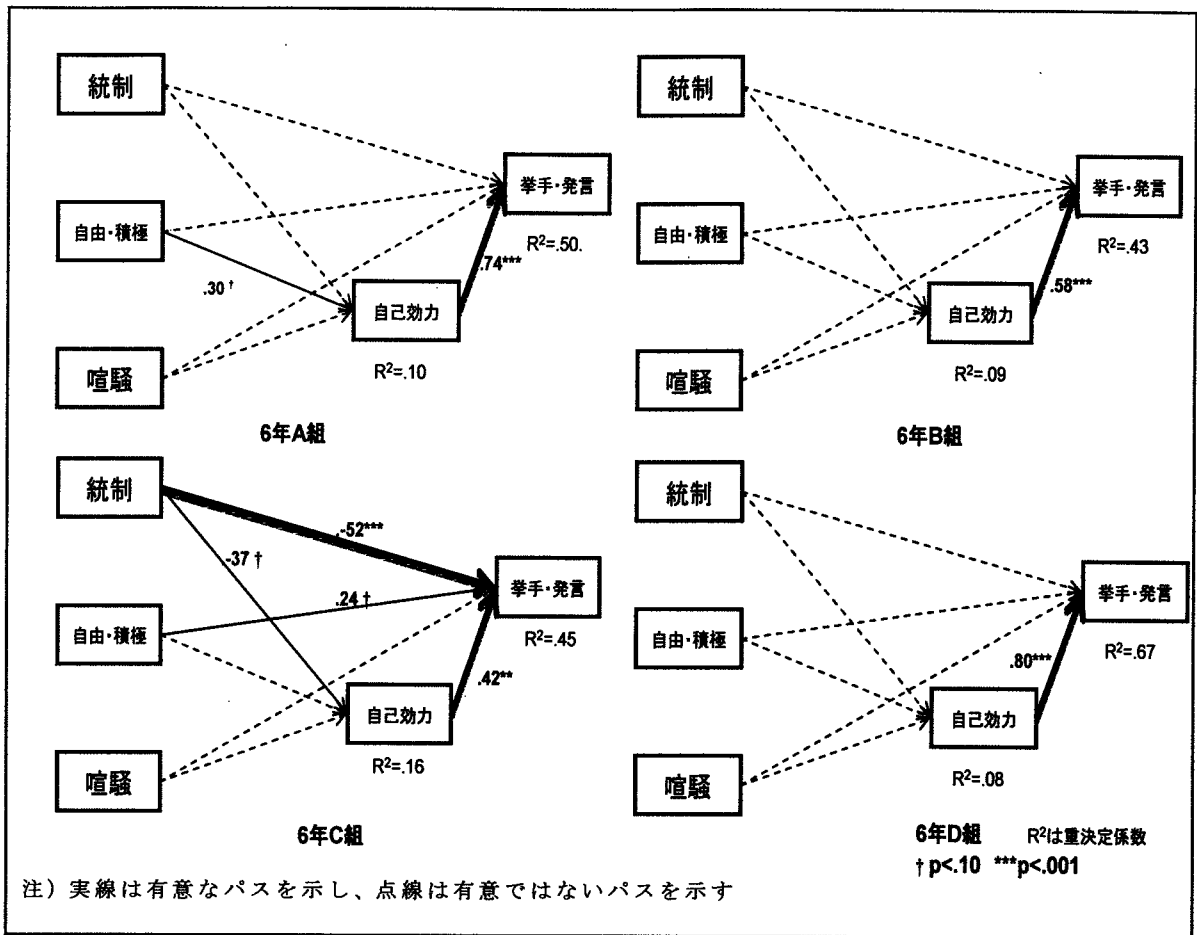 統制
自由・積極
喧騒
挙手・発言
R²=.50.
.74***
.30 †
自己効力
R²=.10
6年A組
統制
自由・積極
喧騒
挙手・発言
R²=.43
.58***
自己効力
R²=.09
6年B組
統制
自由・積極
喧騒
.-52***
-37 †
.24 †
挙手・発言
R²=.45
.42**
自己効力
R²=.16
6年C組
統制
自由・積極
喧騒
挙手・発言
R²=.67
.80***
自己効力
R²=.08
6年D組 R²は重決定係数
† p<.10 ***p<.001
注）実線は有意なパスを示し、点線は有意ではないパスを示す